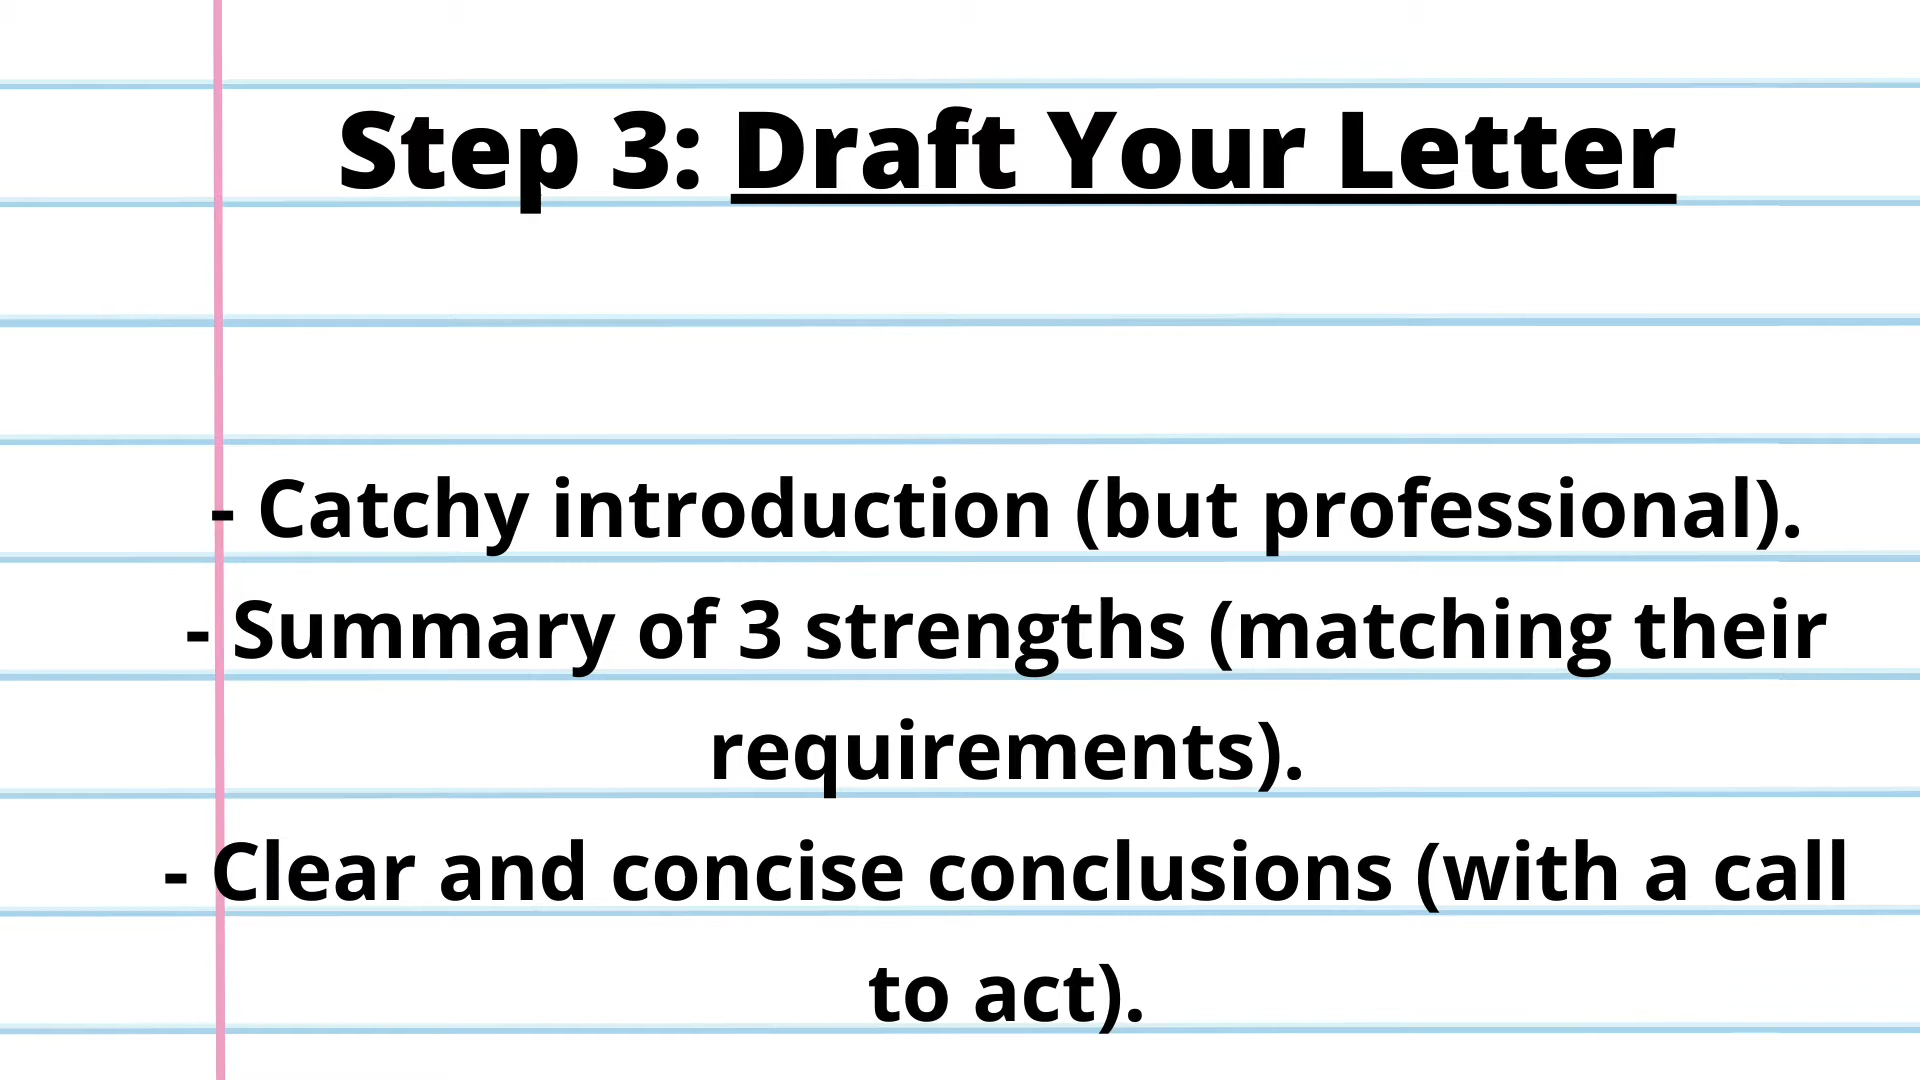 Step 3: Draft Your Letter
- Catchy introduction (but professional).
- Summary of 3 strengths (matching their
requirements).
- Clear and concise conclusions (with a call
to act).